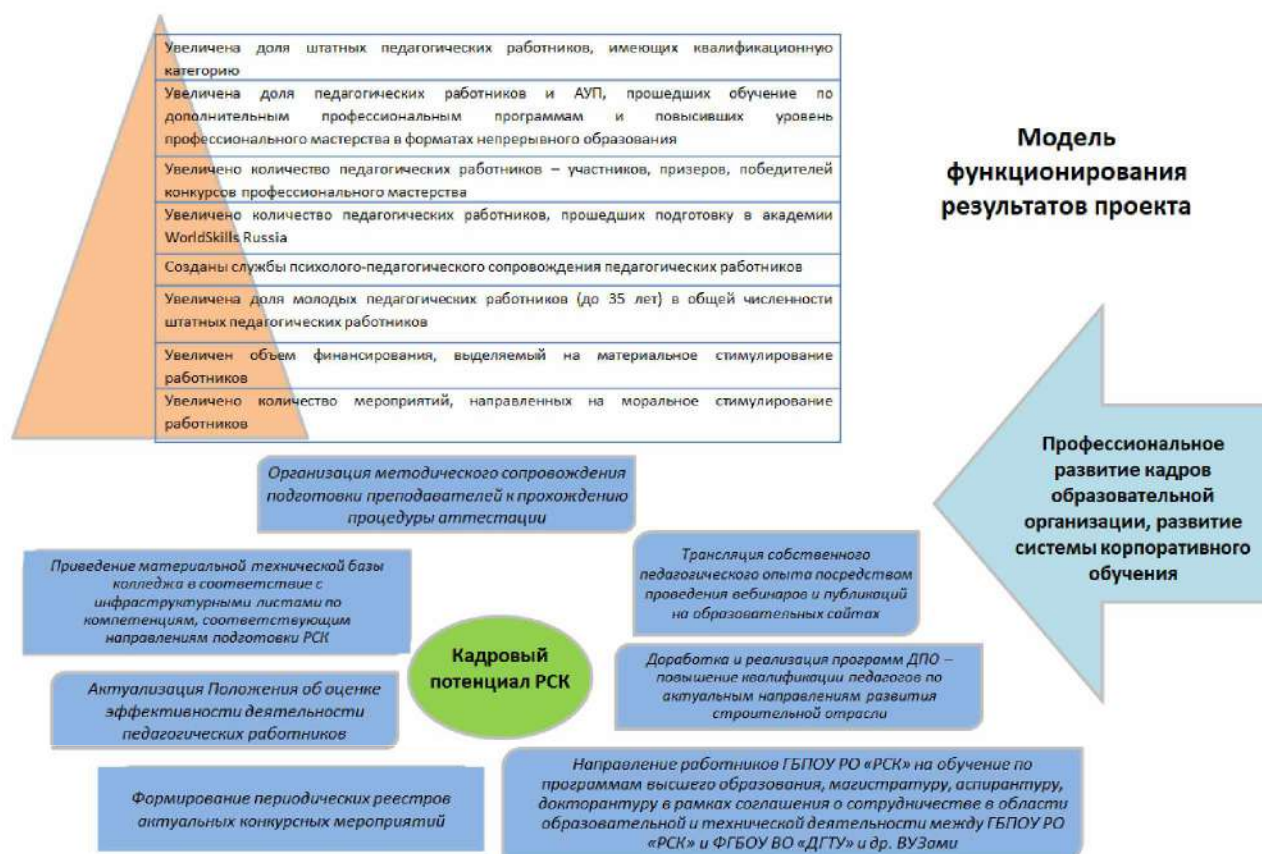 Увеличена доля штатных педагогических работников, имеющих квалификационную
категорию
Увеличена доля педагогических работников и АУП, прошедших обучение по
дополнительным профессиональным программам и повысивших уровень
профессионального мастерства в форматах непрерывного образования
Увеличено количество педагогических работников – участников, призеров, победителей
конкурсов профессионального мастерства
Увеличено количество педагогических работников, прошедших подготовку в академии
WorldSkills Russia
Созданы службы психолого-педагогического сопровождения педагогических работников
Увеличена доля молодых педагогических работников (до 35 лет) в общей численности
штатных педагогических работников
Увеличен объем финансирования, выделяемый на материальное стимулирование
работников
Увеличено количество мероприятий, направленных на моральное стимулирование
работников
Модель
функционирования
результатов проекта
Профессиональное
развитие кадров
образовательной
организации, развитие
системы корпоративного
обучения
Организация методического сопровождения
подготовки преподавателей к прохождению
процедуры аттестации
Приведение материальной технической базы
колледжа в соответствие с
инфраструктурными листами по
компетенциям, соответствующим
направлениям подготовки РСК
Трансляция собственного
педагогического опыта посредством
проведения вебинаров и публикаций
на образовательных сайтах
Кадровый
потенциал РСК
Актуализация Положения об оценке
эффективности деятельности
педагогических работников
Доработка и реализация программ ДПО –
повышение квалификации педагогов по
актуальным направлениям развития
строительной отрасли
Формирование периодических реестров
актуальных конкурсных мероприятий
Направление работников ГБПОУ РО «РСК» на обучение по
программам высшего образования, магистратуру, аспирантуру,
докторантуру в рамках соглашения о сотрудничестве в области
образовательной и технической деятельности между ГБПОУ РО
«РСК» и ФГБОУ ВО «ДГТУ» и др. ВУЗами